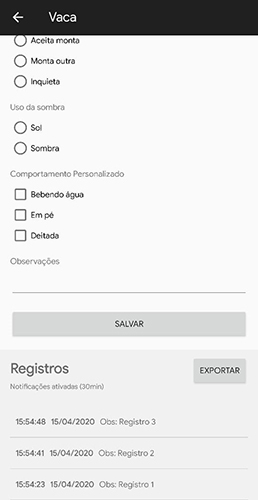 Vaca
Aceita monta
Monta outra
Inquieta
Uso da sombra
Sol
Sombra
Comportamento Personalizado
Bebendo água
Em pé
Deitada
Observações
SALVAR
Registros
EXPORTAR
Notificações ativadas (30min)
15:54:48 15/04/2020 Obs: Registro 3
15:54:41 15/04/2020 Obs: Registro 2
15:54:23 15/04/2020 Obs: Registro 1